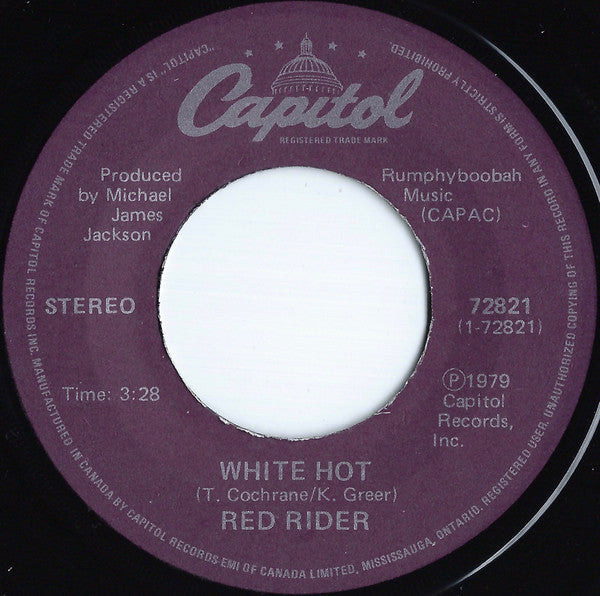 Capitol
REGISTERED TRADE MARK
Produced
by Michael
James
Jackson
Rumphyboobah
Music
(CAPAC)
STEREO
72821
(1-72821)
Time: 3:28
Ⓟ1979
Capitol
Records,
Inc.
WHITE HOT
(T. Cochrane/K. Greer)
RED RIDER
"CAPITOL" IS A REGISTERED TRADE MARK OF CAPITOL RECORDS INC. MANUFACTURED IN CANADA BY CAPITOL RECORDS-EMI OF CANADA LIMITED, MISSISSAUGA, ONTARIO. REGISTERED USER. UNAUTHORIZED COPYING OF THIS RECORD IN ANY FORM IS STRICTLY PROHIBITED.